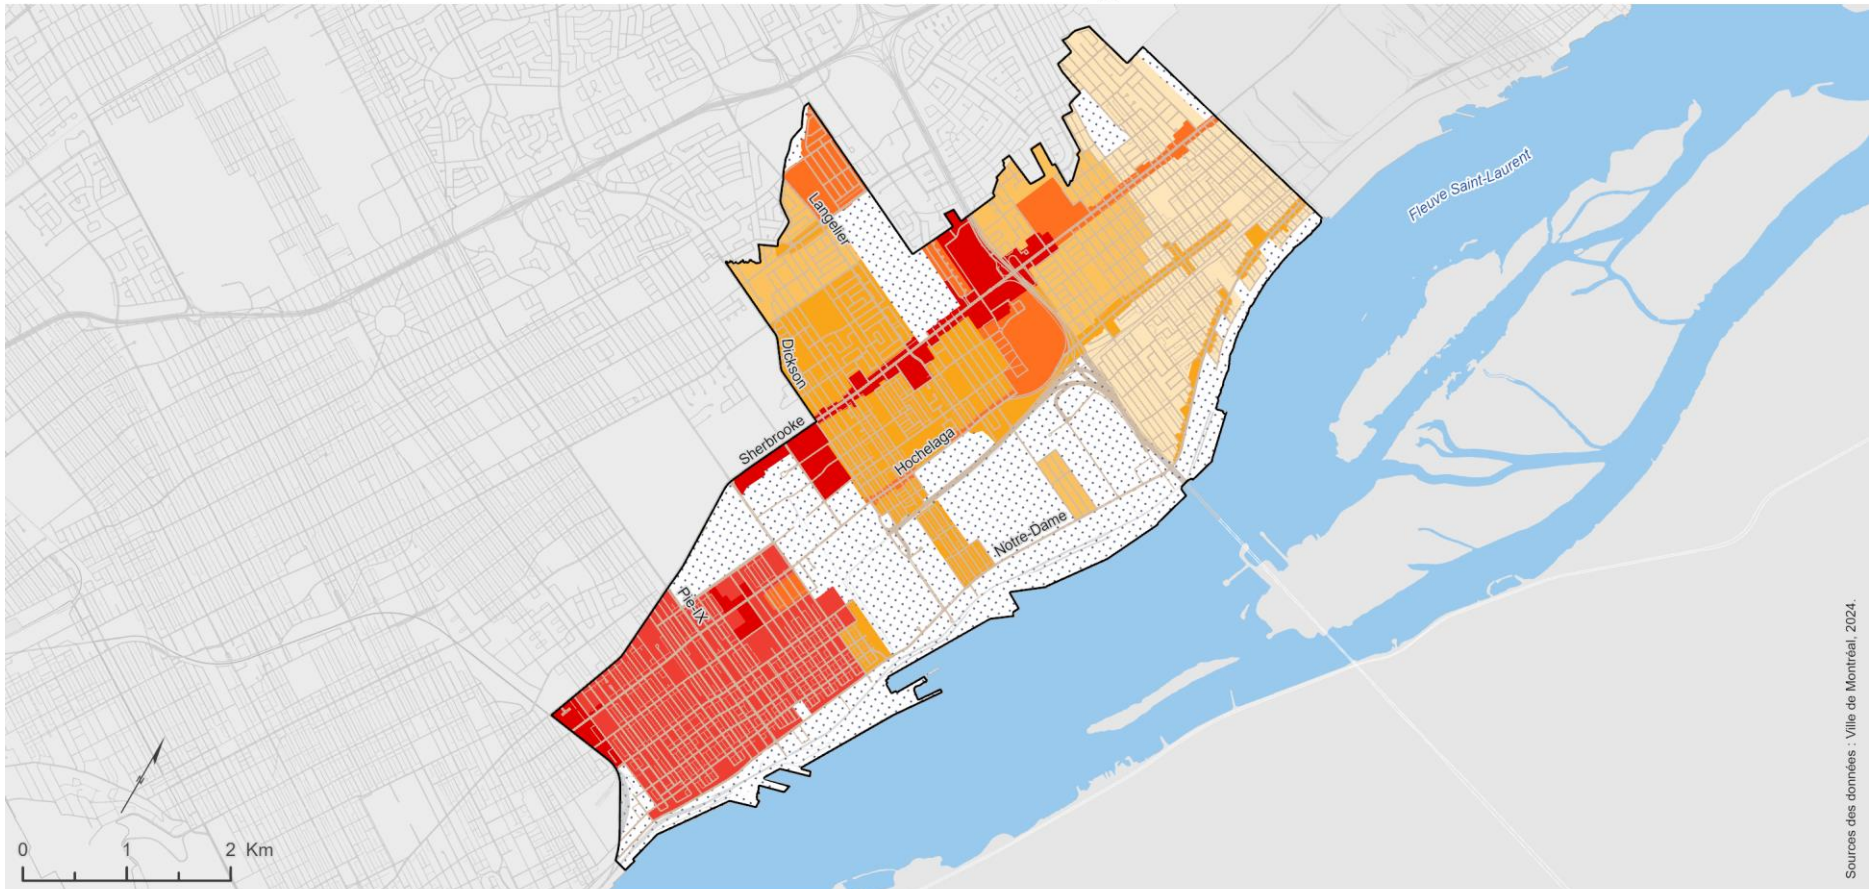 Fleuve Saint-Laurent
Langelier
Dickson
Sherbrooke
Hochelaga
Notre-Dame
Pie-IX
N
0 1 2 Km
Sources des données : Ville de Montréal, 2024.